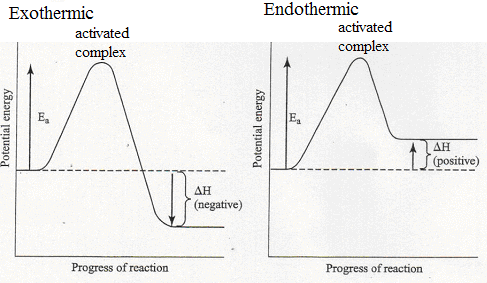 Exothermic
activated
complex
Potential energy
Eₐ
ΔH
(negative)
Progress of reaction
Endothermic
activated
complex
Potential energy
Eₐ
ΔH
(positive)
Progress of reaction